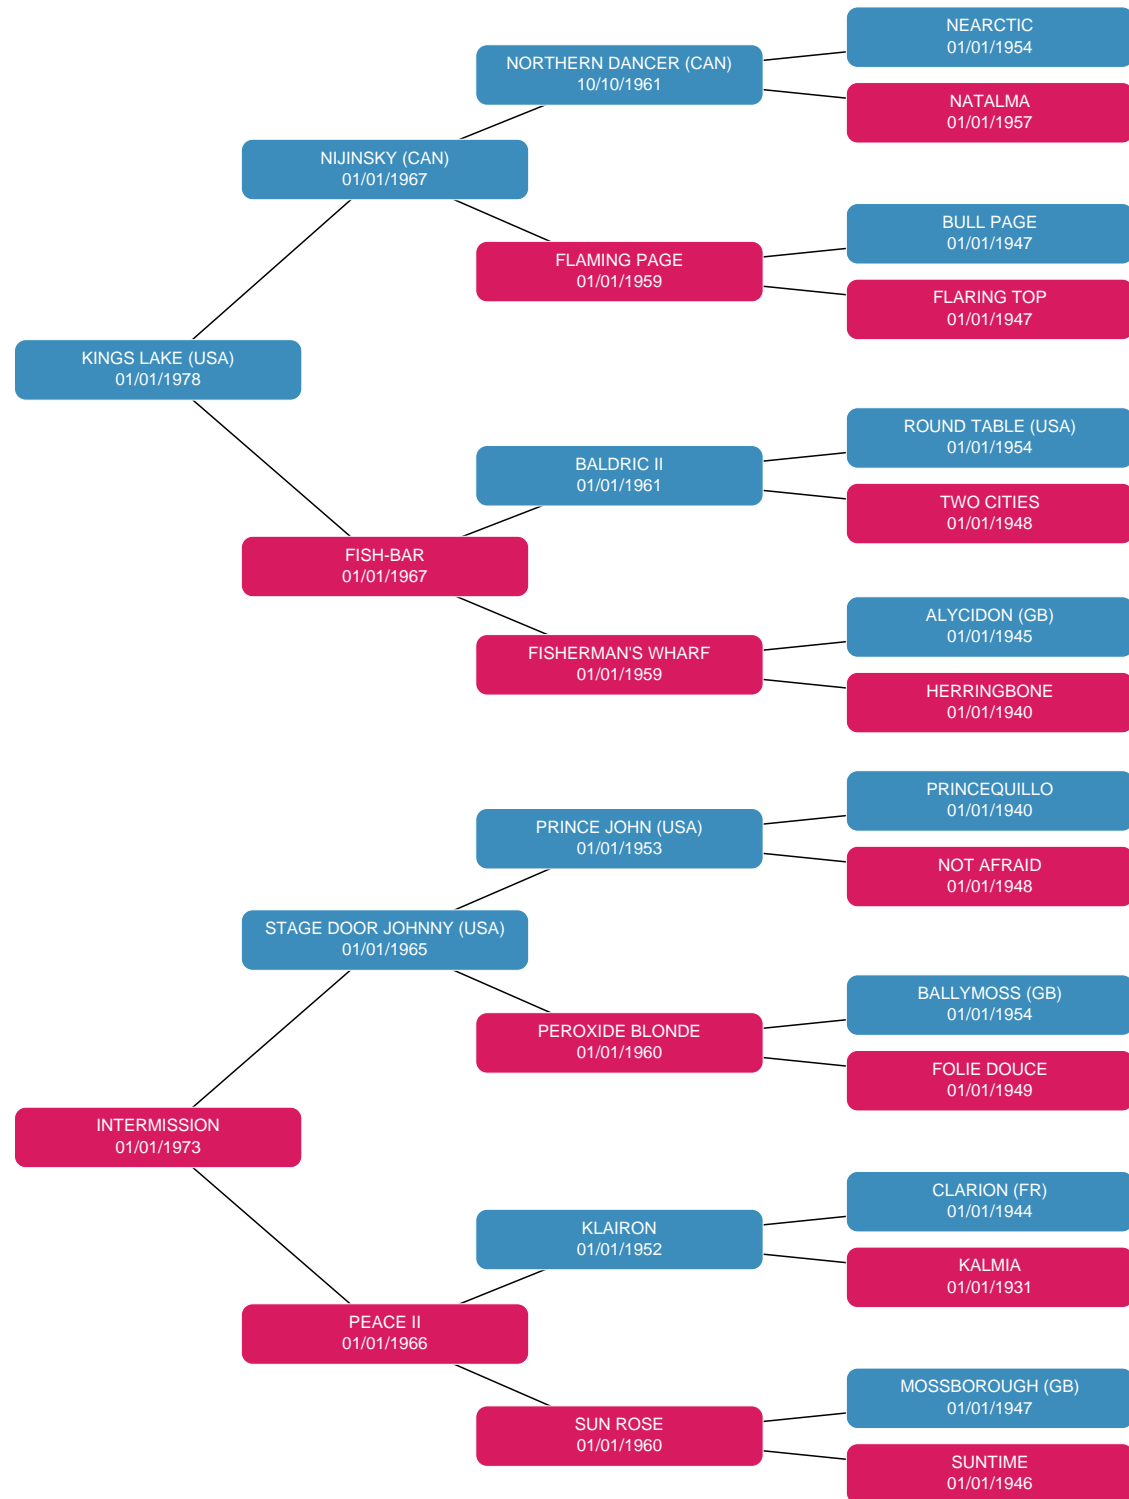 NEARCTIC
01/01/1954
NORTHERN DANCER (CAN)
10/10/1961
NATALMA
01/01/1957
NIJINSKY (CAN)
01/01/1967
BULL PAGE
01/01/1947
FLAMING PAGE
01/01/1959
FLARING TOP
01/01/1947
KINGS LAKE (USA)
01/01/1978
ROUND TABLE (USA)
01/01/1954
BALDRIC II
01/01/1961
TWO CITIES
01/01/1948
FISH-BAR
01/01/1967
ALYCIDON (GB)
01/01/1945
FISHERMAN'S WHARF
01/01/1959
HERRINGBONE
01/01/1940
PRINCEQUILLO
01/01/1940
PRINCE JOHN (USA)
01/01/1953
NOT AFRAID
01/01/1948
STAGE DOOR JOHNNY (USA)
01/01/1965
BALLYMOSS (GB)
01/01/1954
PEROXIDE BLONDE
01/01/1960
FOLIE DOUCE
01/01/1949
INTERMISSION
01/01/1973
CLARION (FR)
01/01/1944
KLAIRON
01/01/1952
KALMIA
01/01/1931
PEACE II
01/01/1966
MOSSBOROUGH (GB)
01/01/1947
SUN ROSE
01/01/1960
SUNTIME
01/01/1946